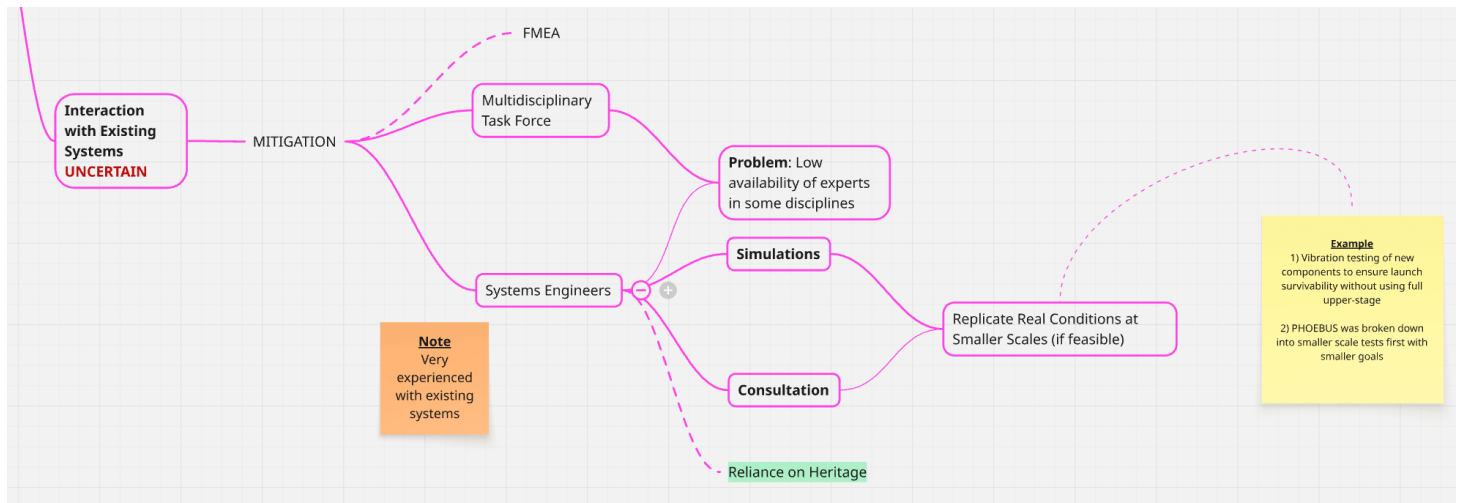 FMEA
Interaction
with Existing
Systems
UNCERTAIN
MITIGATION
Multidisciplinary
Task Force
Problem: Low
availability of experts
in some disciplines
Simulations
Systems Engineers
Consultation
Reliance on Heritage
Replicate Real Conditions at
Smaller Scales (if feasible)
Note
Very
experienced
with existing
systems
Example
1) Vibration testing of new
components to ensure launch
survivability without using full
upper-stage
2) PHOEBUS was broken down
into smaller scale tests first with
smaller goals